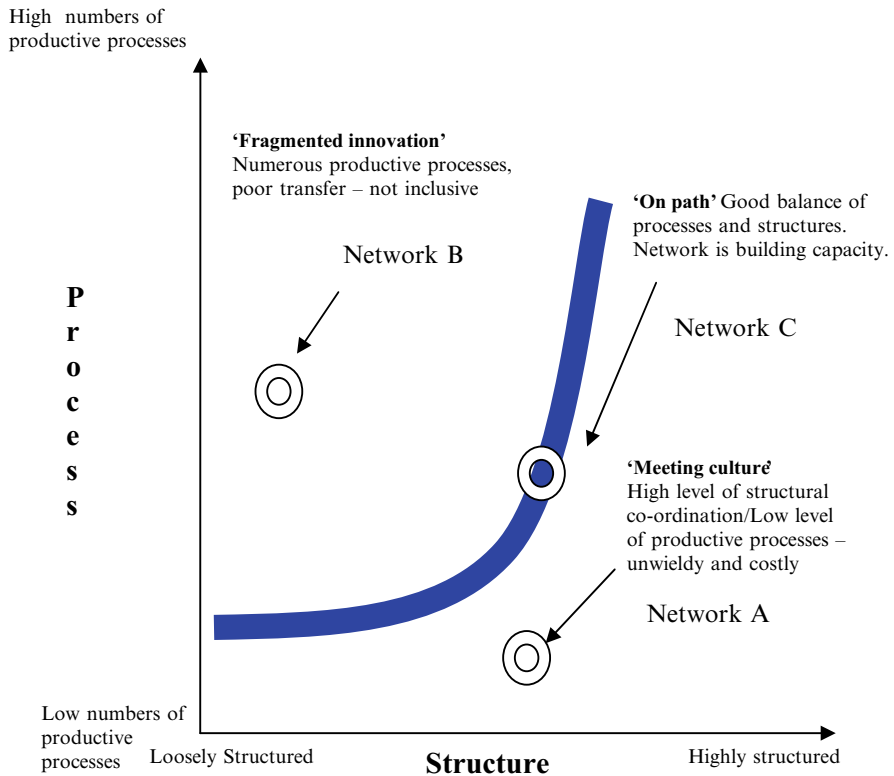 High numbers of
productive processes
‘Fragmented innovation’
Numerous productive processes,
poor transfer – not inclusive
Network B
‘On path’ Good balance of
processes and structures.
Network is building capacity.
Network C
Process
‘Meeting culture’
High level of structural
co-ordination/Low level
of productive processes –
unwieldy and costly
Network A
Low numbers of
productive
processes
Loosely Structured
Structure
Highly structured